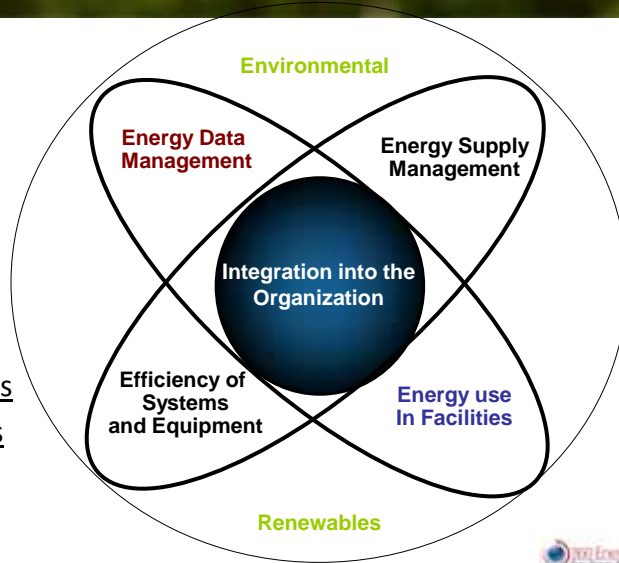 Environmental
Energy Data
Management
Energy Supply
Management
Integration into the
Organization
Efficiency of
Systems
and Equipment
Energy use
In Facilities
Renewables